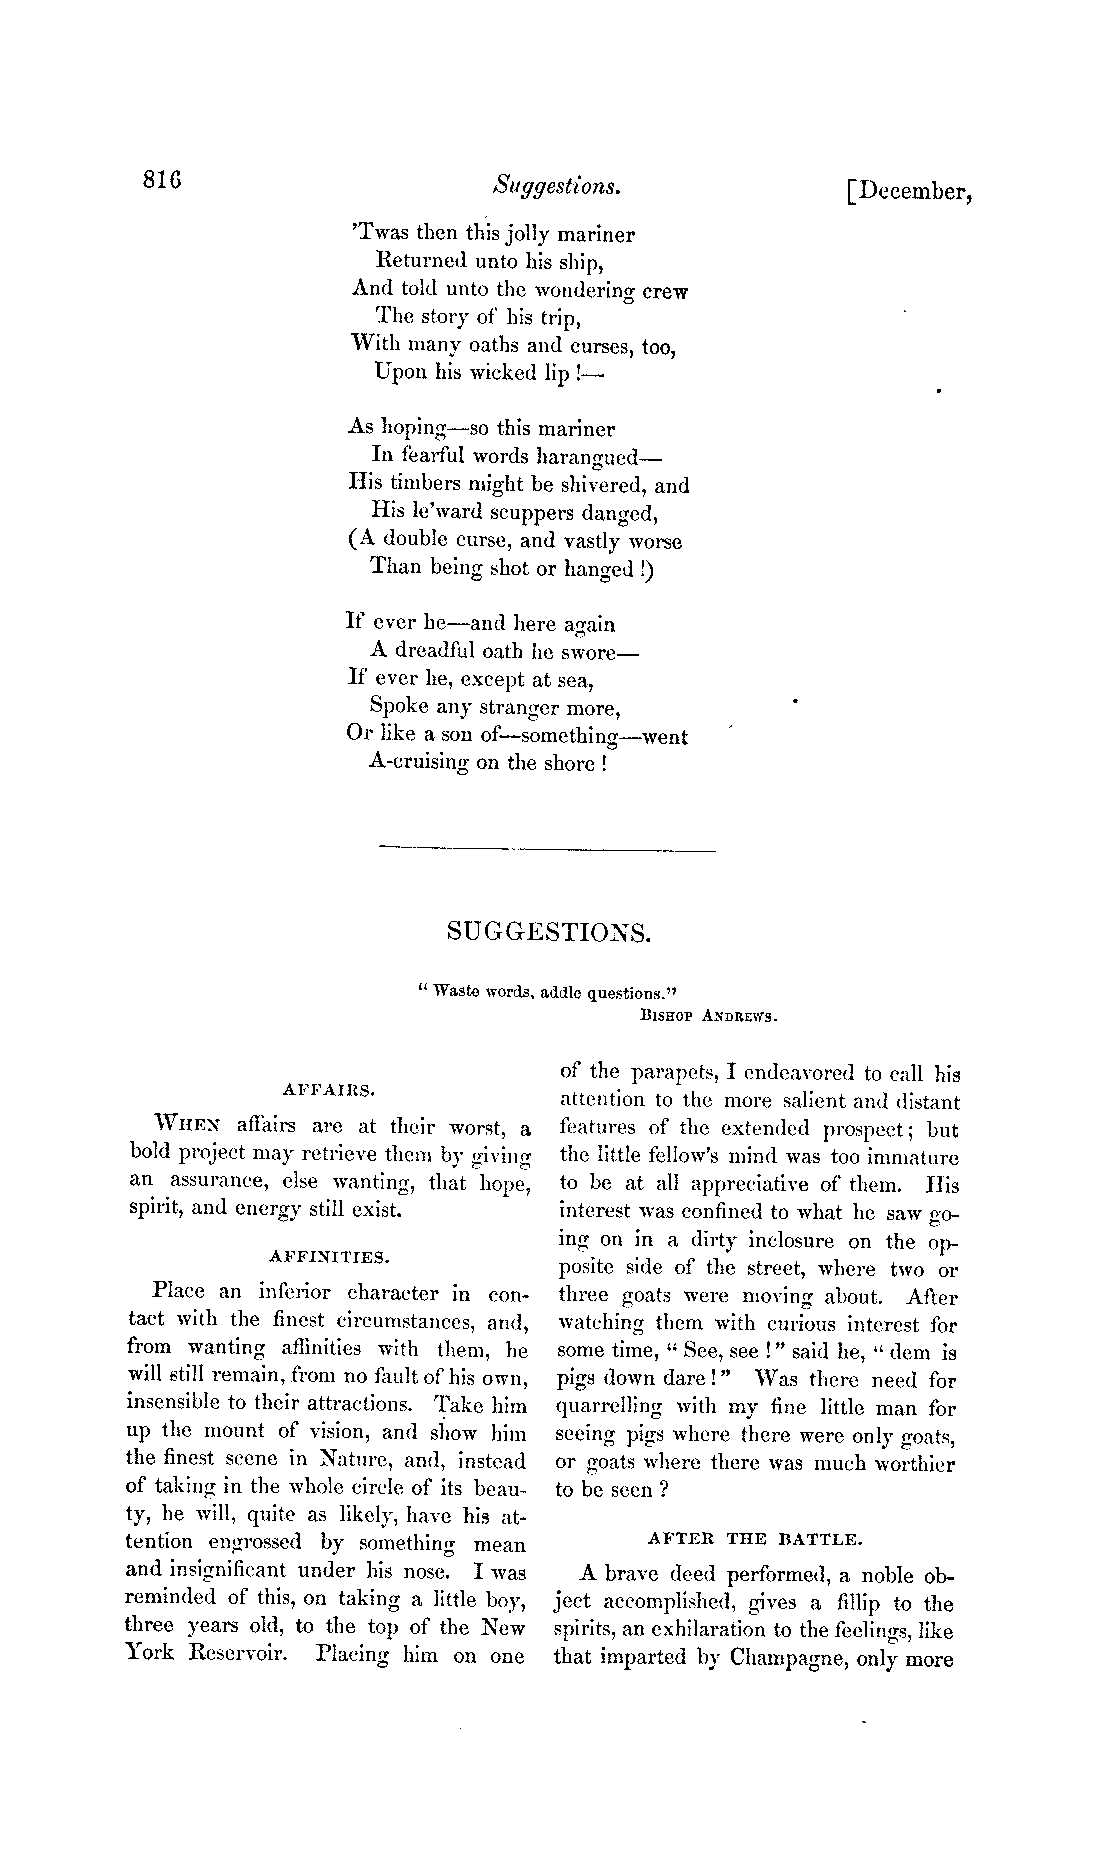 816 Suggestions. [December,
’Twas then this jolly mariner
Returned unto his ship,
And told unto the wondering crew
The story of his trip,
With many oaths and curses, too,
Upon his wicked lip!—
As hoping—so this mariner
In fearful words harangued—
His timbers might be shivered, and
His le’ward scuppers danged,
(A double curse, and vastly worse
Than being shot or hanged!)
If ever he—and here again
A dreadful oath he swore—
If ever he, except at sea,
Spoke any stranger more,
Or like a son of—something—went
A-cruising on the shore!
SUGGESTIONS.
“Waste words, addle questions.”
BISHOP ANDREWS.
AFFAIRS.
WHEN affairs are at their worst, a
bold project may retrieve them by giving
an assurance, else wanting, that hope,
spirit, and energy still exist.
AFFINITIES.
Place an inferior character in con-
tact with the finest circumstances, and,
from wanting affinities with them, he
will still remain, from no fault of his own,
insensible to their attractions. Take him
up the mount of vision, and show him
the finest scene in Nature, and, instead
of taking in the whole circle of its beau-
ty, he will, quite as likely, have his at-
tention engrossed by something mean
and insignificant under his nose. I was
reminded of this, on taking a little boy,
three years old, to the top of the New
York Reservoir. Placing him on one
of the parapets, I endeavored to call his
attention to the more salient and distant
features of the extended prospect; but
the little fellow’s mind was too immature
to be at all appreciative of them. His
interest was confined to what he saw go-
ing on in a dirty inclosure on the op-
posite side of the street, where two or
three goats were moving about. After
watching them with curious interest for
some time, “See, see!” said he, “dem is
pigs down dare!” Was there need for
quarrelling with my fine little man for
seeing pigs where there were only goats,
or goats where there was much worthier
to be seen?
AFTER THE BATTLE.
A brave deed performed, a noble ob-
ject accomplished, gives a fillip to the
spirits, an exhilaration to the feelings, like
that imparted by Champagne, only more